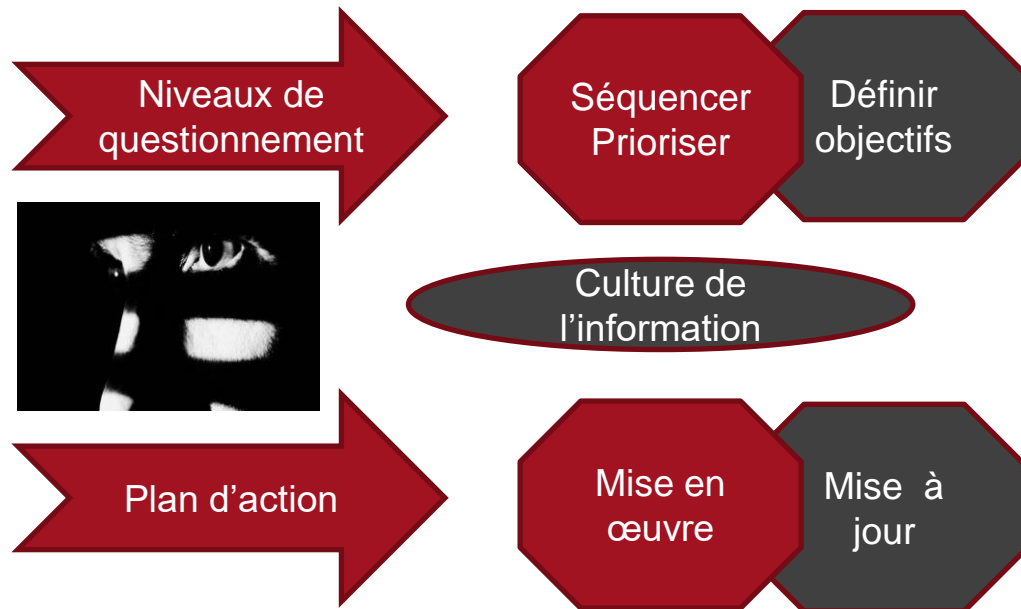 Niveaux de
questionnement
Séquencer
Prioriser
Définir
objectifs
Culture de
l’information
Plan d’action
Mise en
œuvre
Mise à
jour